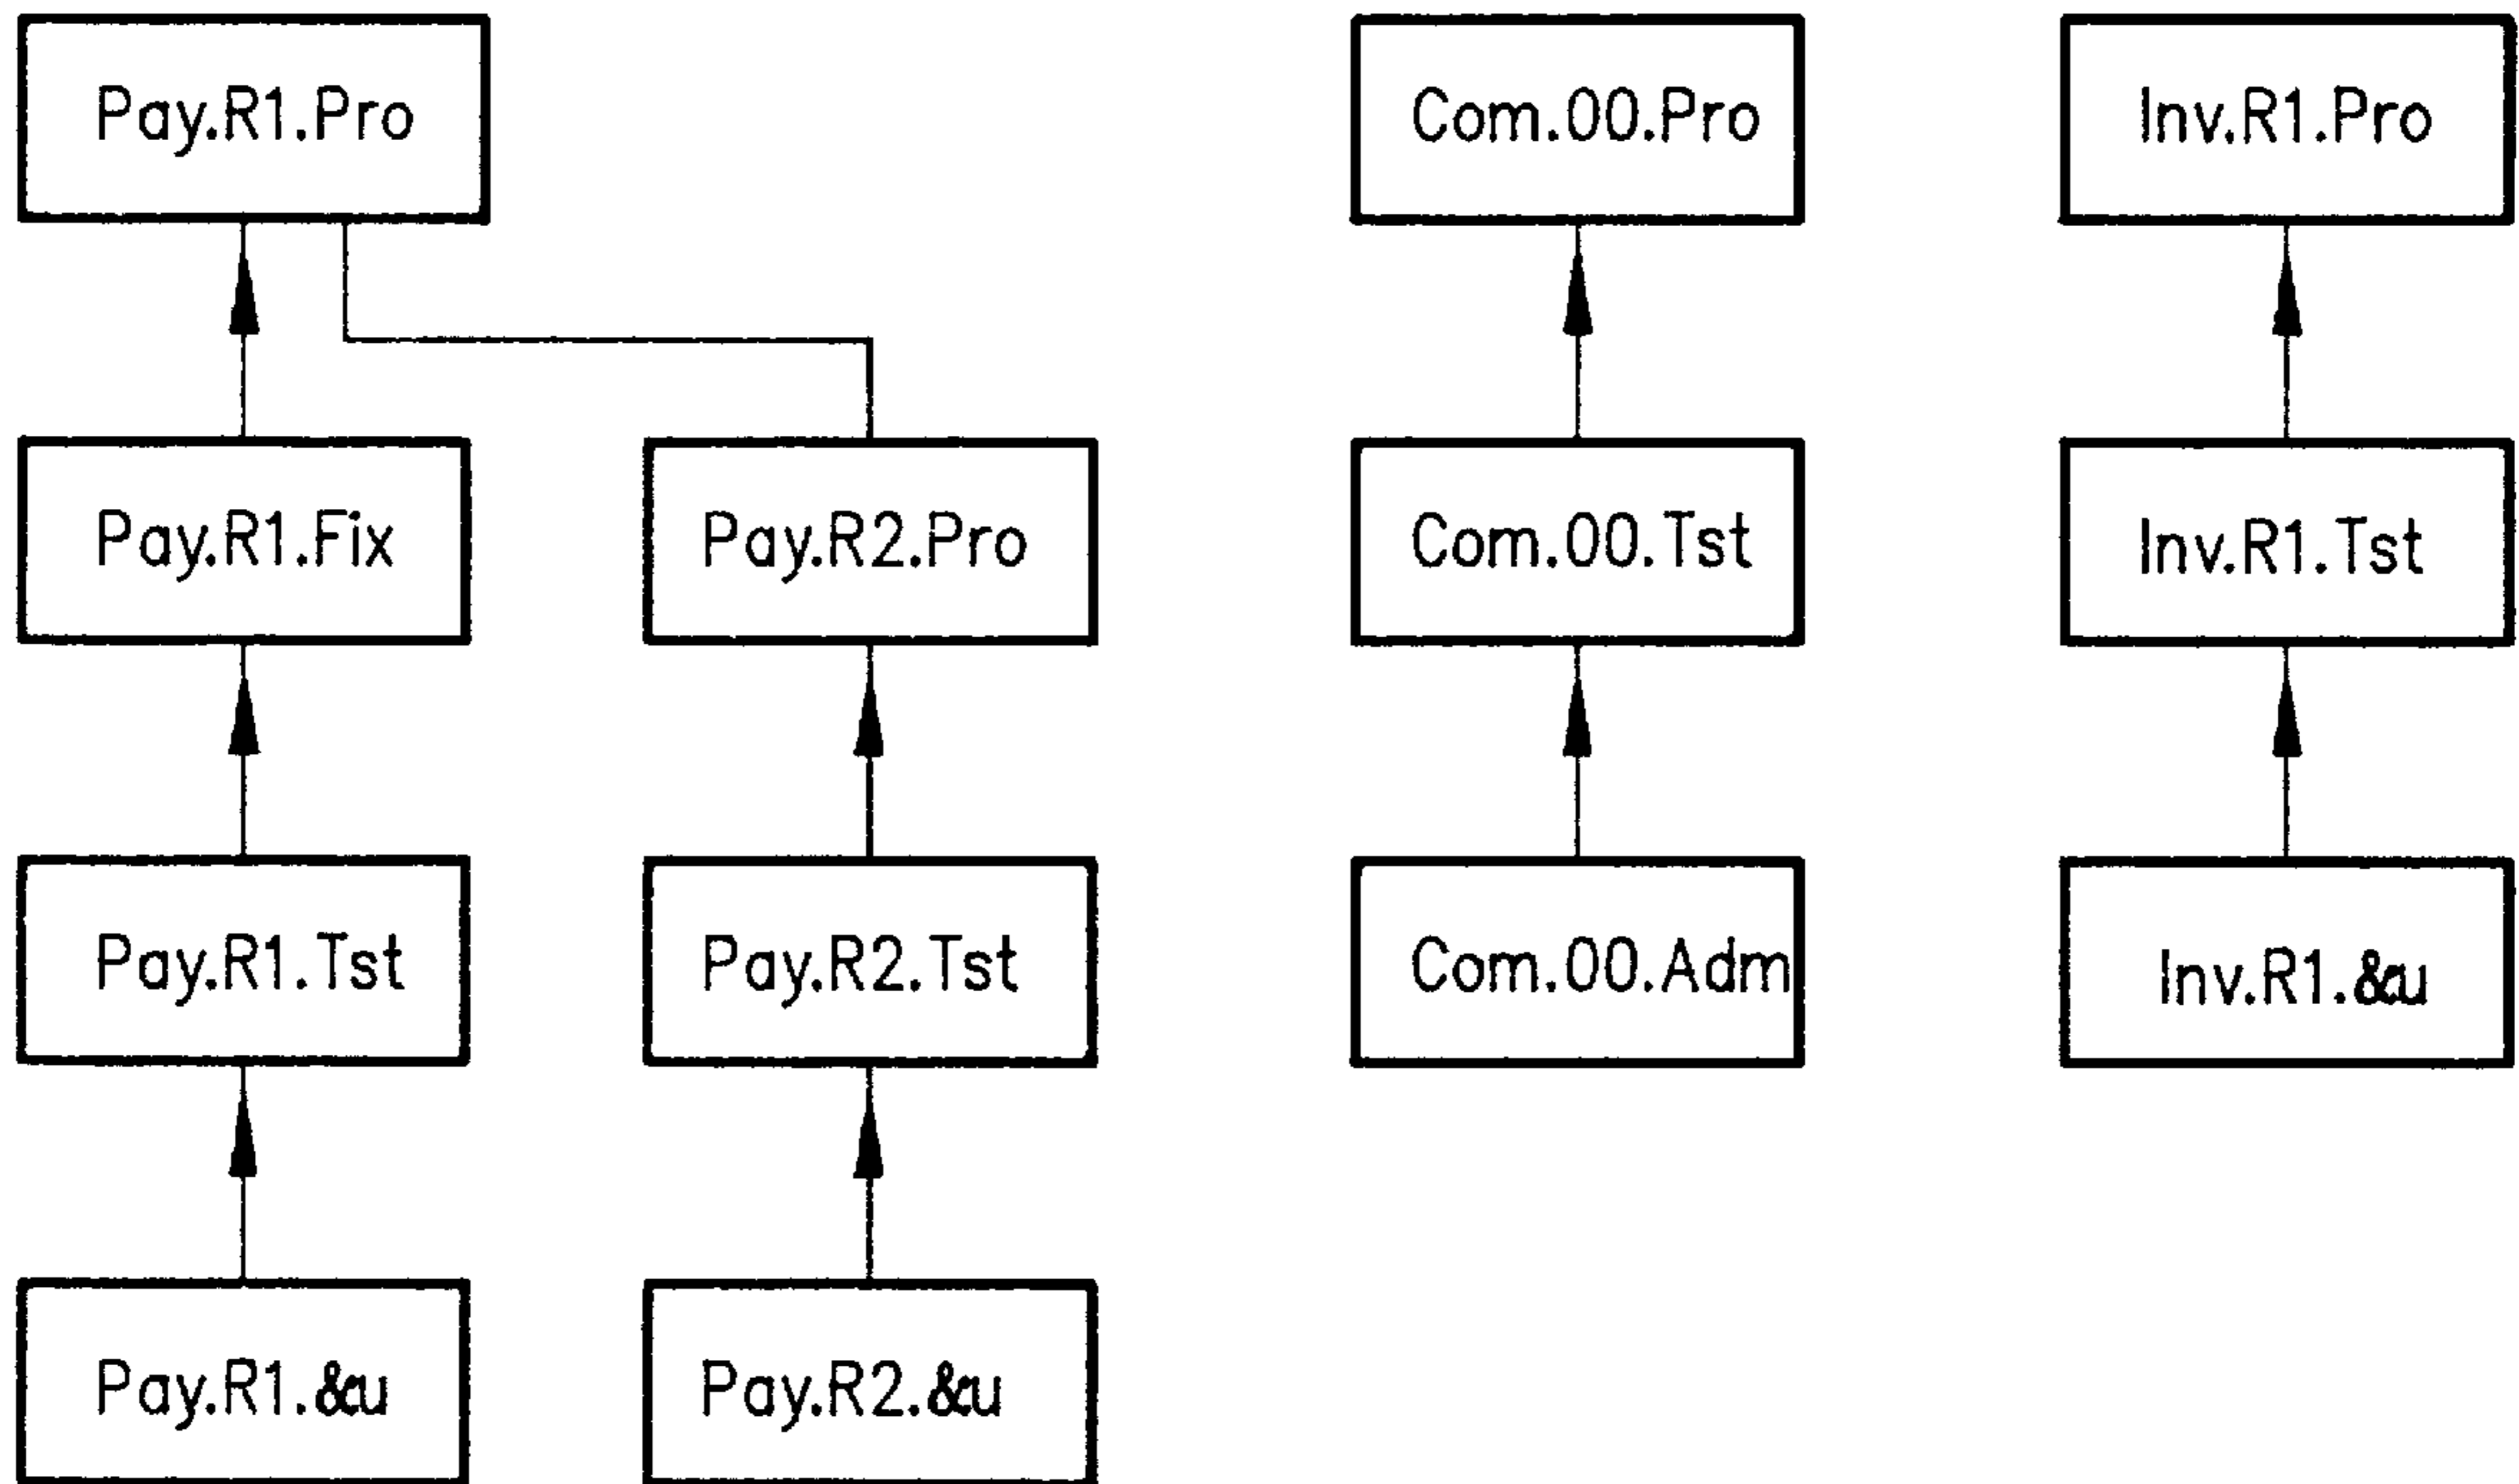 Pay.R1.Pro
Com.00.Pro
Inv.R1.Pro
Pay.R1.Fix
Pay.R2.Pro
Com.00.Tst
Inv.R1.Tst
Pay.R1.Tst
Pay.R2.Tst
Com.00.Adm
Inv.R1.&u
Pay.R1.&u
Pay.R2.&u